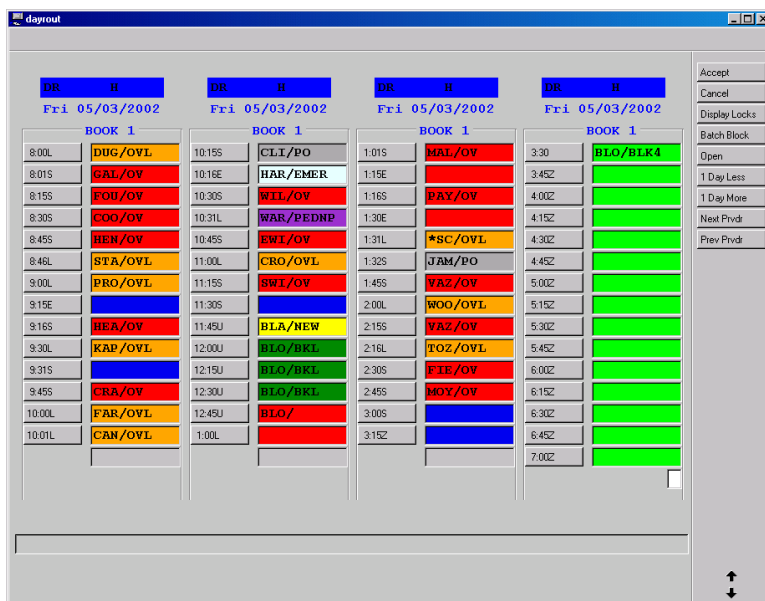 dayrout
DR H
Fri 05/03/2002
BOOK 1
8:00L DUG/OVL
8:01S GAL/OV
8:15S FOU/OV
8:30S COO/OV
8:45S HEN/OV
8:46L STA/OVL
9:00L PRO/OVL
9:15E
9:16S HEA/OV
9:30L KAP/OVL
9:31S
9:45S CRA/OV
10:00L FAR/OVL
10:01L CAN/OVL
DR H
Fri 05/03/2002
BOOK 1
10:15S CLI/PO
10:16E HAR/EMER
10:30S WIL/OV
10:31L WAR/PEDNP
10:45S EWI/OV
11:00L CRO/OVL
11:15S SWI/OV
11:30S
11:45U BLA/NEW
12:00U BLO/BKL
12:15U BLO/BKL
12:30U BLO/BKL
12:45U BLO/
1:00L
DR H
Fri 05/03/2002
BOOK 1
1:01S MAL/OV
1:15E
1:16S PAY/OV
1:30E
1:31L *SC/OVL
1:32S JAM/PO
1:45S VAZ/OV
2:00L WOO/OVL
2:15S VAZ/OV
2:16L TOZ/OVL
2:30S FIE/OV
2:45S MOY/OV
3:00S
3:15Z
DR H
Fri 05/03/2002
BOOK 1
3:30 BLO/BLK4
3:45Z
4:00Z
4:15Z
4:30Z
4:45Z
5:00Z
5:15Z
5:30Z
5:45Z
6:00Z
6:15Z
6:30Z
6:45Z
7:00Z
Accept
Cancel
Display Locks
Batch Block
Open
1 Day Less
1 Day More
Next Prvdr
Prev Prvdr